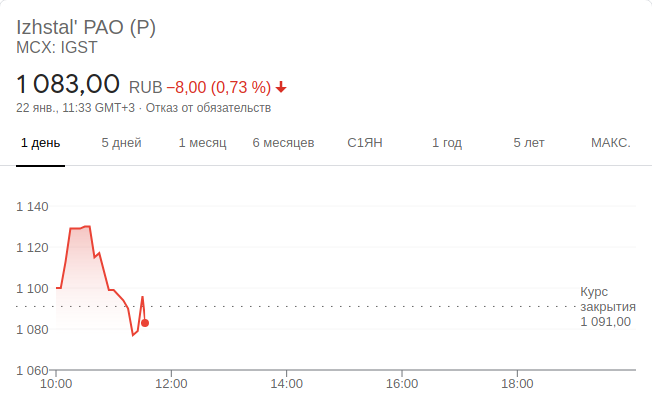 Izhstal' PAO (P)
MCX: IGST
1 083,00 RUB −8,00 (0,73 %)
22 янв., 11:33 GMT+3 · Отказ от обязательств
1 день 5 дней 1 месяц 6 месяцев С1ЯН 1 год 5 лет МАКС.
1 140
1 120
1 100
Курс
закрытия
1 091,00
1 080
1 060
10:00 12:00 14:00 16:00 18:00